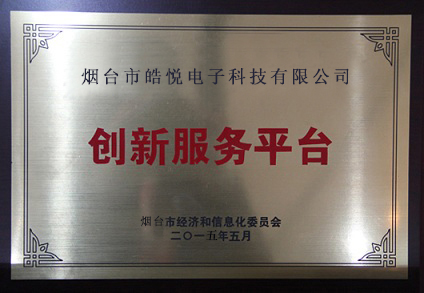 烟台市皓悦电子科技有限公司
创新服务平台
烟台市经济和信息化委员会
二〇一五年五月